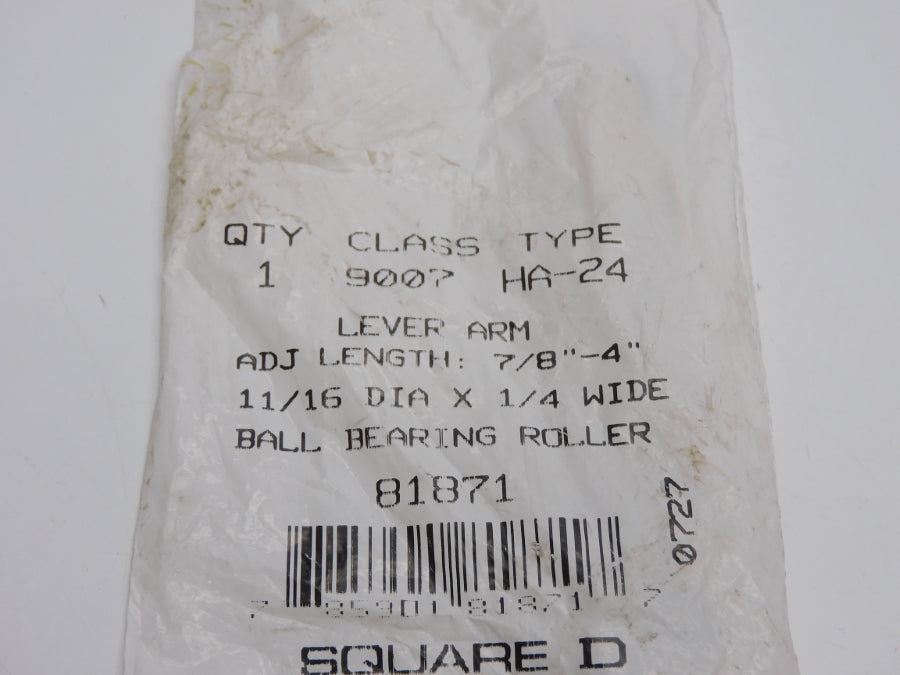 QTY CLASS TYPE
1 9007 HA-24
LEVER ARM
ADJ LENGTH: 7/8"-4"
11/16 DIA X 1/4 WIDE
BALL BEARING ROLLER
81871
0727
7 85901 81871
SQUARE D